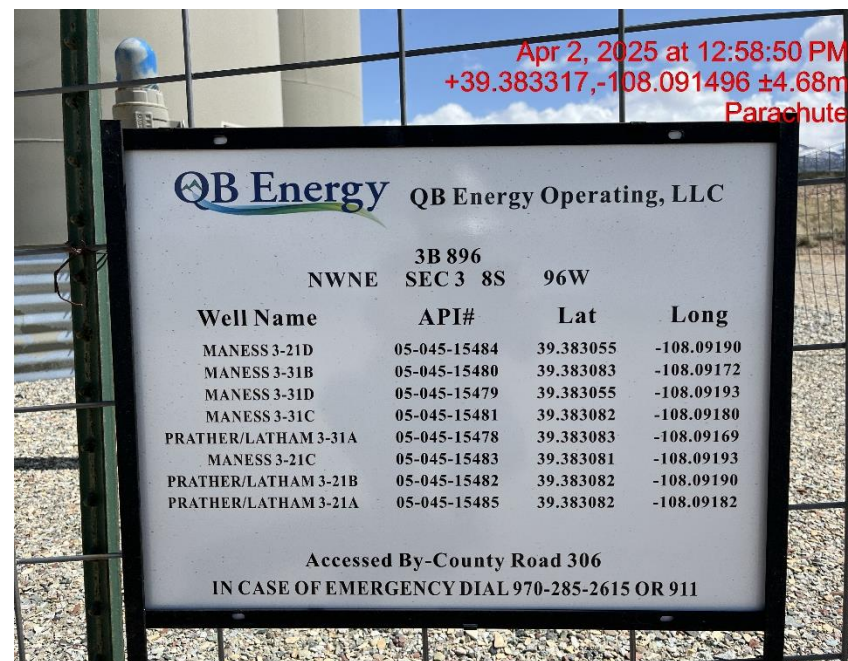 Apr 2, 2025 at 12:58:50 PM
+39.383317,-108.091496 ±4.68m
Parachute
QB Energy QB Energy Operating, LLC
3B 896
NWNE SEC 3 8S 96W
Well Name API# Lat Long
MANESS 3-21D 05-045-15484 39.383055 -108.09190
MANESS 3-31B 05-045-15480 39.383083 -108.09172
MANESS 3-31D 05-045-15479 39.383055 -108.09193
MANESS 3-31C 05-045-15481 39.383082 -108.09180
PRATHER/LATHAM 3-31A 05-045-15478 39.383083 -108.09169
MANESS 3-21C 05-045-15483 39.383081 -108.09193
PRATHER/LATHAM 3-21B 05-045-15482 39.383082 -108.09190
PRATHER/LATHAM 3-21A 05-045-15485 39.383082 -108.09182
Accessed By-County Road 306
IN CASE OF EMERGENCY DIAL 970-285-2615 OR 911